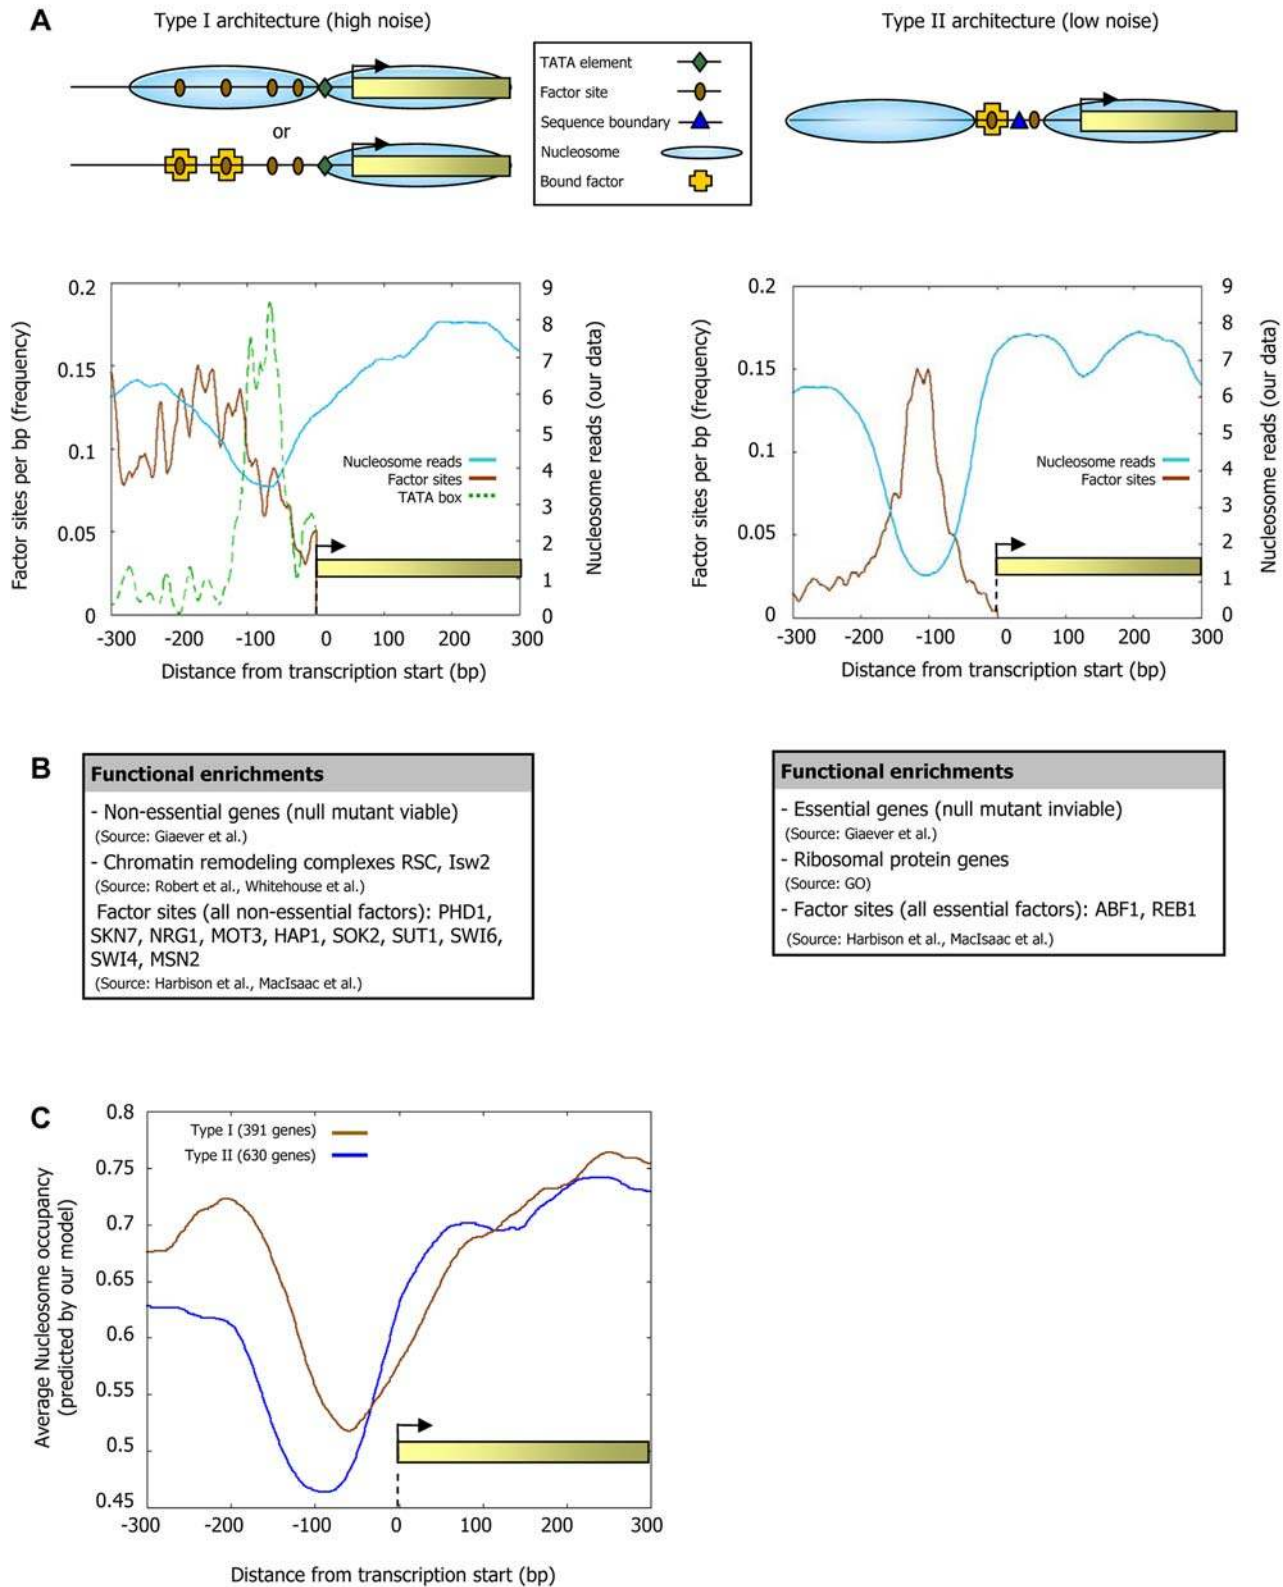 A
Type I architecture (high noise)
Type II architecture (low noise)
or
TATA element
Factor site
Sequence boundary
Nucleosome
Bound factor
Factor sites per bp (frequency)
0.2
0.15
0.1
0.05
0
9
8
7
6
5
4
3
2
1
0
Nucleosome reads (our data)
Nucleosome reads
Factor sites
TATA box
-300 -200 -100 0 100 200 300
Distance from transcription start (bp)
Factor sites per bp (frequency)
0.2
0.15
0.1
0.05
0
9
8
7
6
5
4
3
2
1
0
Nucleosome reads (our data)
Nucleosome reads
Factor sites
-300 -200 -100 0 100 200 300
Distance from transcription start (bp)
B
Functional enrichments
- Non-essential genes (null mutant viable)
(Source: Giaever et al.)
- Chromatin remodeling complexes RSC, Isw2
(Source: Robert et al., Whitehouse et al.)
Factor sites (all non-essential factors): PHD1,
SKN7, NRG1, MOT3, HAP1, SOK2, SUT1, SWI6,
SWI4, MSN2
(Source: Harbison et al., MacIsaac et al.)
Functional enrichments
- Essential genes (null mutant inviable)
(Source: Giaever et al.)
- Ribosomal protein genes
(Source: GO)
- Factor sites (all essential factors): ABF1, REB1
(Source: Harbison et al., MacIsaac et al.)
C
Average Nucleosome occupancy
(predicted by our model)
0.8
0.75
0.7
0.65
0.6
0.55
0.5
0.45
Type I (391 genes)
Type II (630 genes)
-300 -200 -100 0 100 200 300
Distance from transcription start (bp)